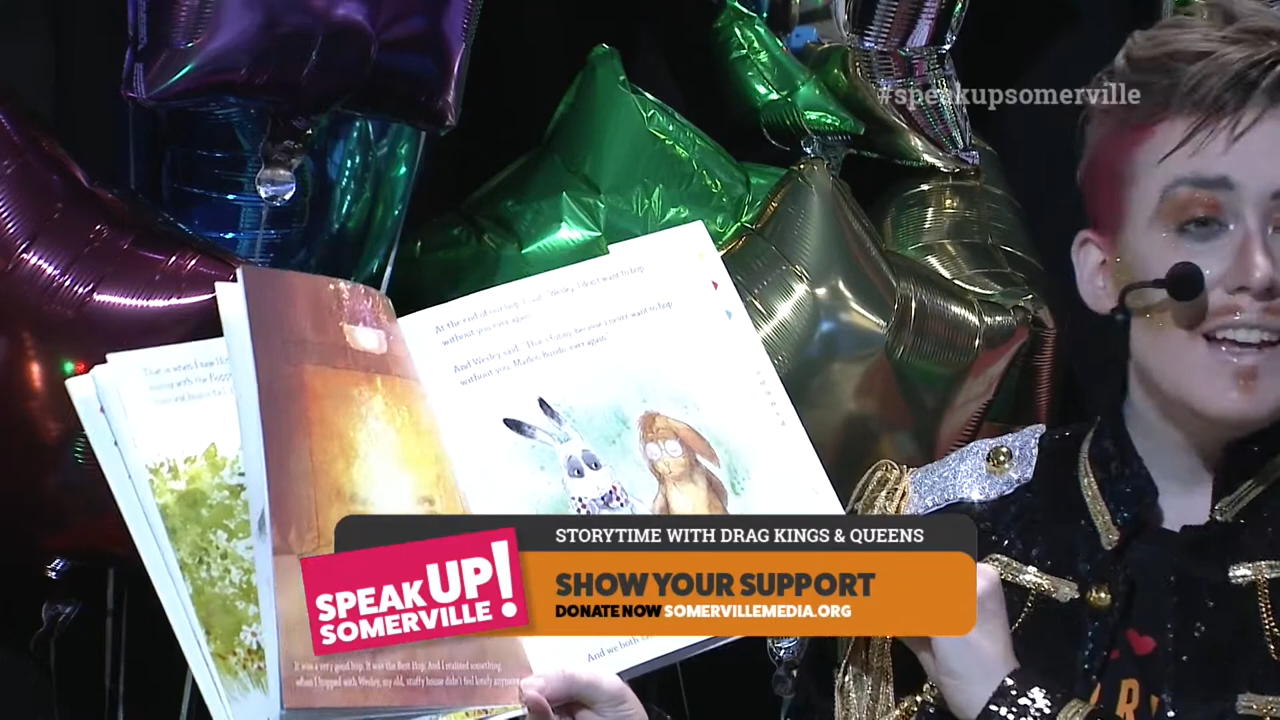 #speakupsomerville
At the end of our hop, I said, "Wesley, I don't want to hop
without you ever again."
And Wesley said, "That's funny, because I never want to hop
without you, Marlon Bundo, ever again."
That is when I saw
And we both
It was a very good hop. It was the Best Hop. And I realized something
when I hopped with Wesley, my old, stuffy house didn't feel lonely anymore
STORYTIME WITH DRAG KINGS & QUEENS
SPEAK UP!
SOMERVILLE
SHOW YOUR SUPPORT
DONATE NOW SOMERVILLEMEDIA.ORG